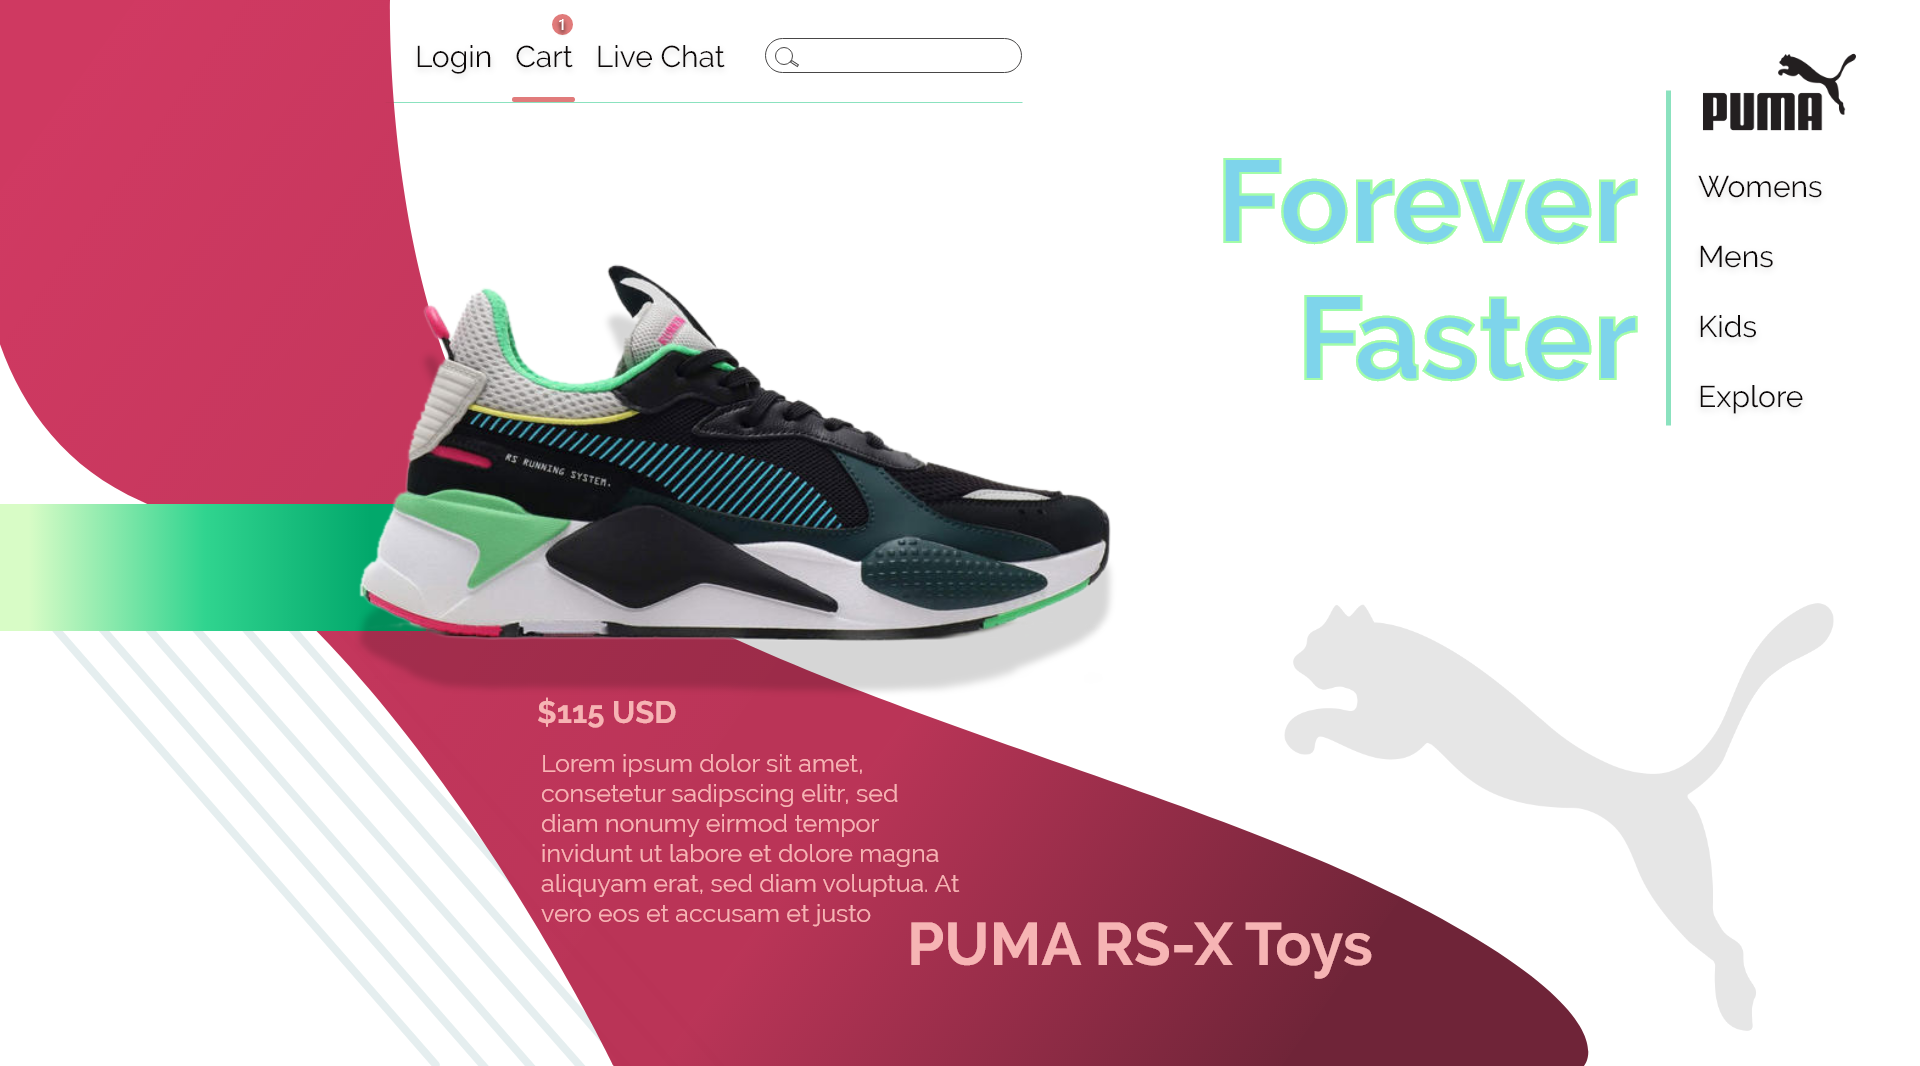 1
Login Cart Live Chat
PUMA
Womens
Mens
Kids
Explore
Forever
Faster
RS RUNNING SYSTEM.
$115 USD
Lorem ipsum dolor sit amet,
consetetur sadipscing elitr, sed
diam nonumy eirmod tempor
invidunt ut labore et dolore magna
aliquyam erat, sed diam voluptua. At
vero eos et accusam et justo
PUMA RS-X Toys